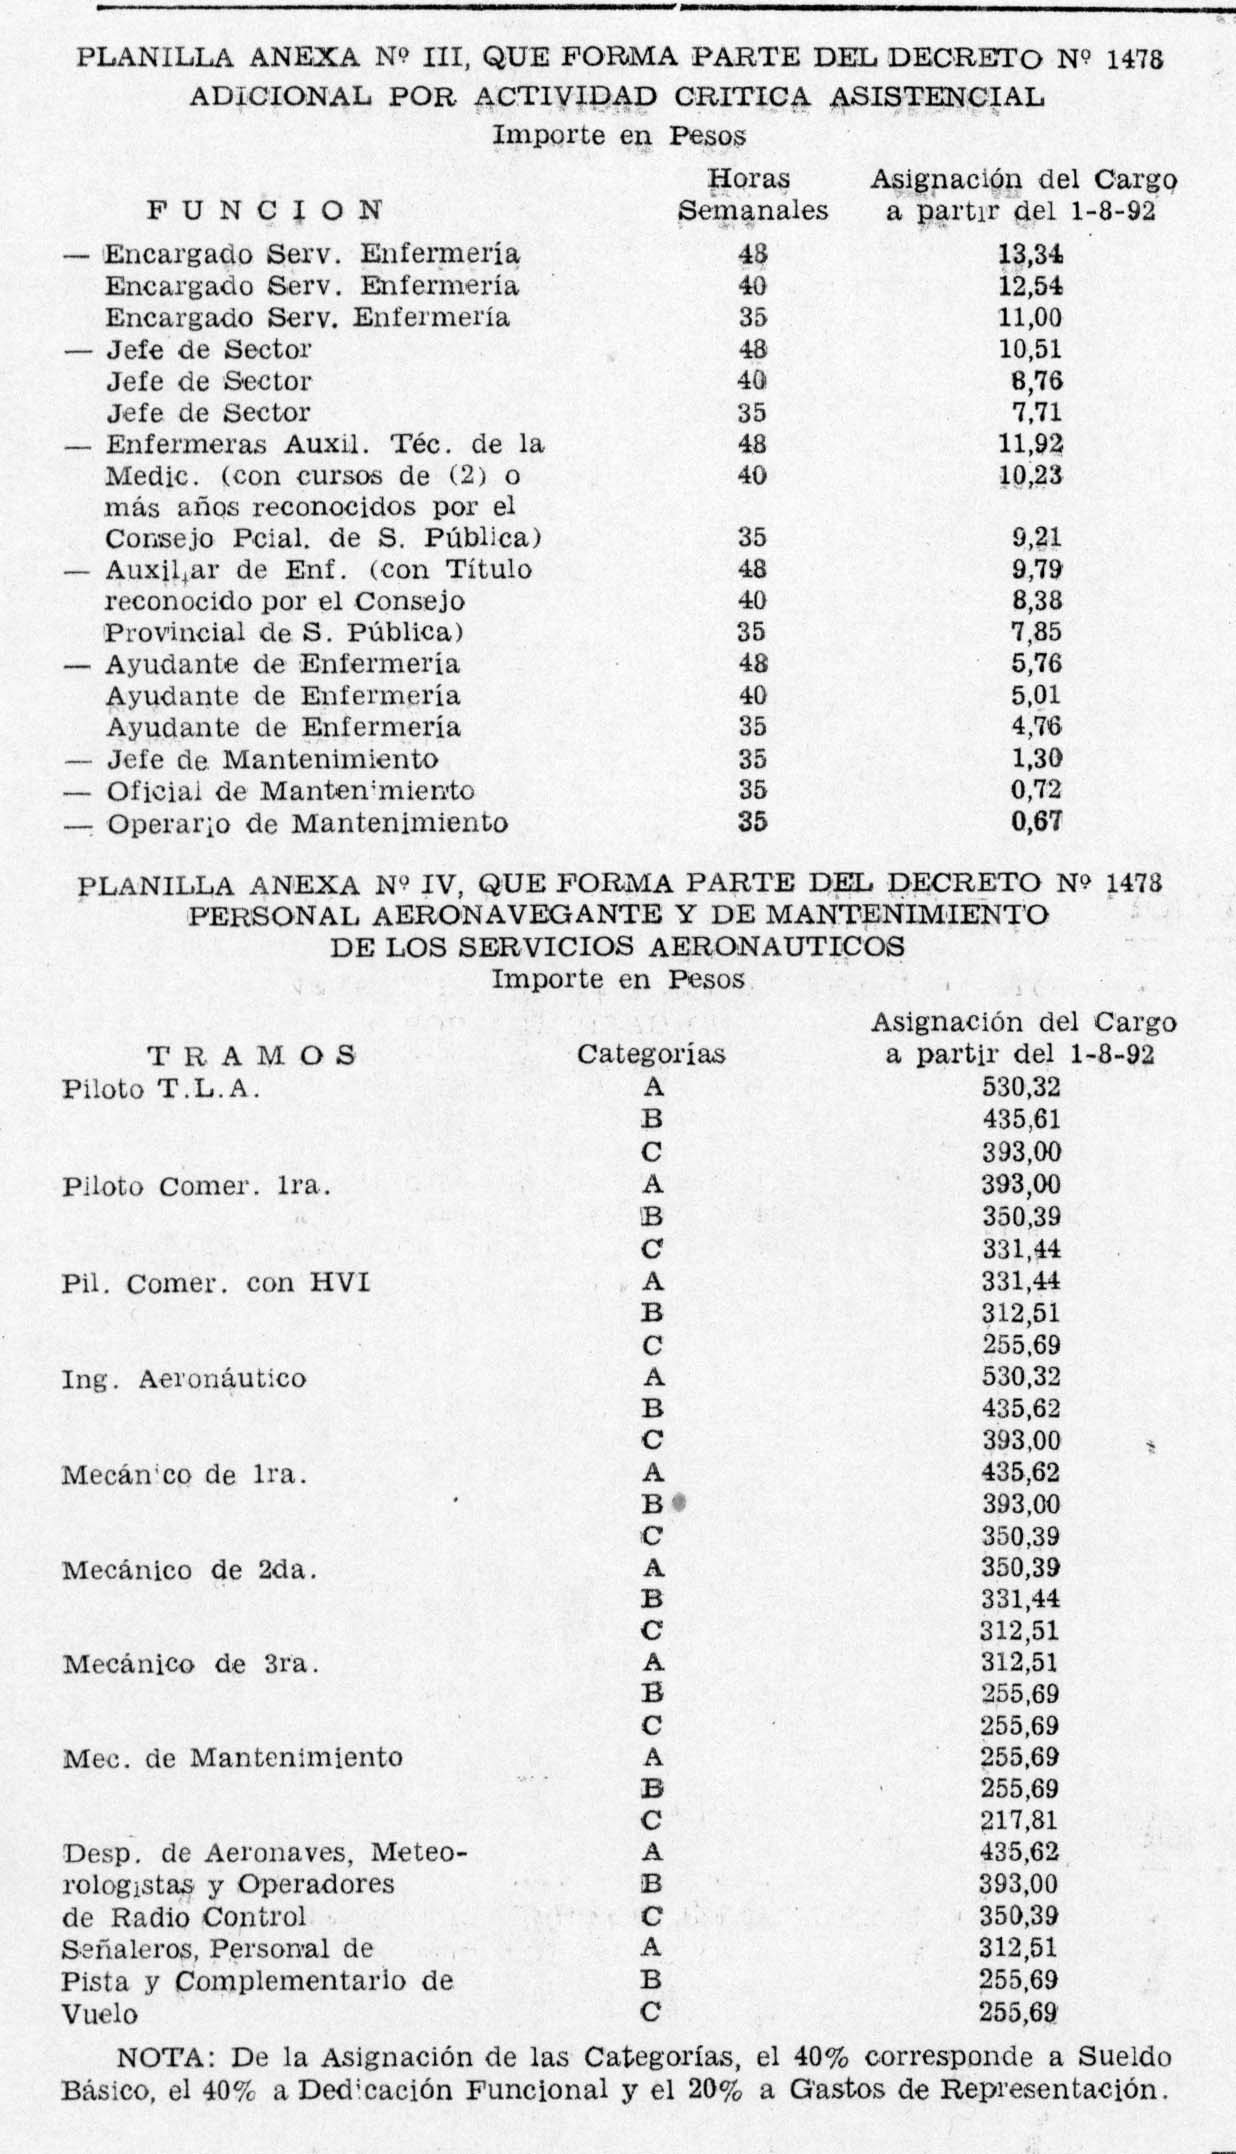 PLANILLA ANEXA Nº III, QUE FORMA PARTE DEL DECRETO Nº 1478
ADICIONAL POR ACTIVIDAD CRITICA ASISTENCIAL
Importe en Pesos
Horas Asignación del Cargo
FUNCION Semanales a partir del 1-8-92
— Encargado Serv. Enfermería 48 13,34
Encargado Serv. Enfermería 40 12,54
Encargado Serv. Enfermería 35 11,00
— Jefe de Sector 48 10,51
Jefe de Sector 40 8,76
Jefe de Sector 35 7,71
— Enfermeras Auxil. Téc. de la 48 11,92
Medic. (con cursos de (2) o 40 10,23
más años reconocidos por el
Consejo Pcial. de S. Pública) 35 9,21
— Auxiliar de Enf. (con Título 48 9,79
reconocido por el Consejo 40 8,38
Provincial de S. Pública) 35 7,85
— Ayudante de Enfermería 48 5,76
Ayudante de Enfermería 40 5,01
Ayudante de Enfermería 35 4,76
— Jefe de Mantenimiento 35 1,30
— Oficial de Mantenimiento 35 0,72
— Operario de Mantenimiento 35 0,67
PLANILLA ANEXA Nº IV, QUE FORMA PARTE DEL DECRETO Nº 1478
PERSONAL AERONAVEGANTE Y DE MANTENIMIENTO
DE LOS SERVICIOS AERONAUTICOS
Importe en Pesos
Asignación del Cargo
TRAMOS Categorías a partir del 1-8-92
Piloto T.L.A. A 530,32
B 435,61
C 393,00
Piloto Comer. 1ra. A 393,00
B 350,39
C 331,44
Pil. Comer. con HVI A 331,44
B 312,51
C 255,69
Ing. Aeronáutico A 530,32
B 435,62
C 393,00
Mecánico de 1ra. A 435,62
B 393,00
C 350,39
Mecánico de 2da. A 350,39
B 331,44
C 312,51
Mecánico de 3ra. A 312,51
B 255,69
C 255,69
Mec. de Mantenimiento A 255,69
B 255,69
C 217,81
Desp. de Aeronaves, Meteo- A 435,62
rologistas y Operadores B 393,00
de Radio Control C 350,39
Señaleros, Personal de A 312,51
Pista y Complementario de B 255,69
Vuelo C 255,69
NOTA: De la Asignación de las Categorías, el 40% corresponde a Sueldo
Básico, el 40% a Dedicación Funcional y el 20% a Gastos de Representación.